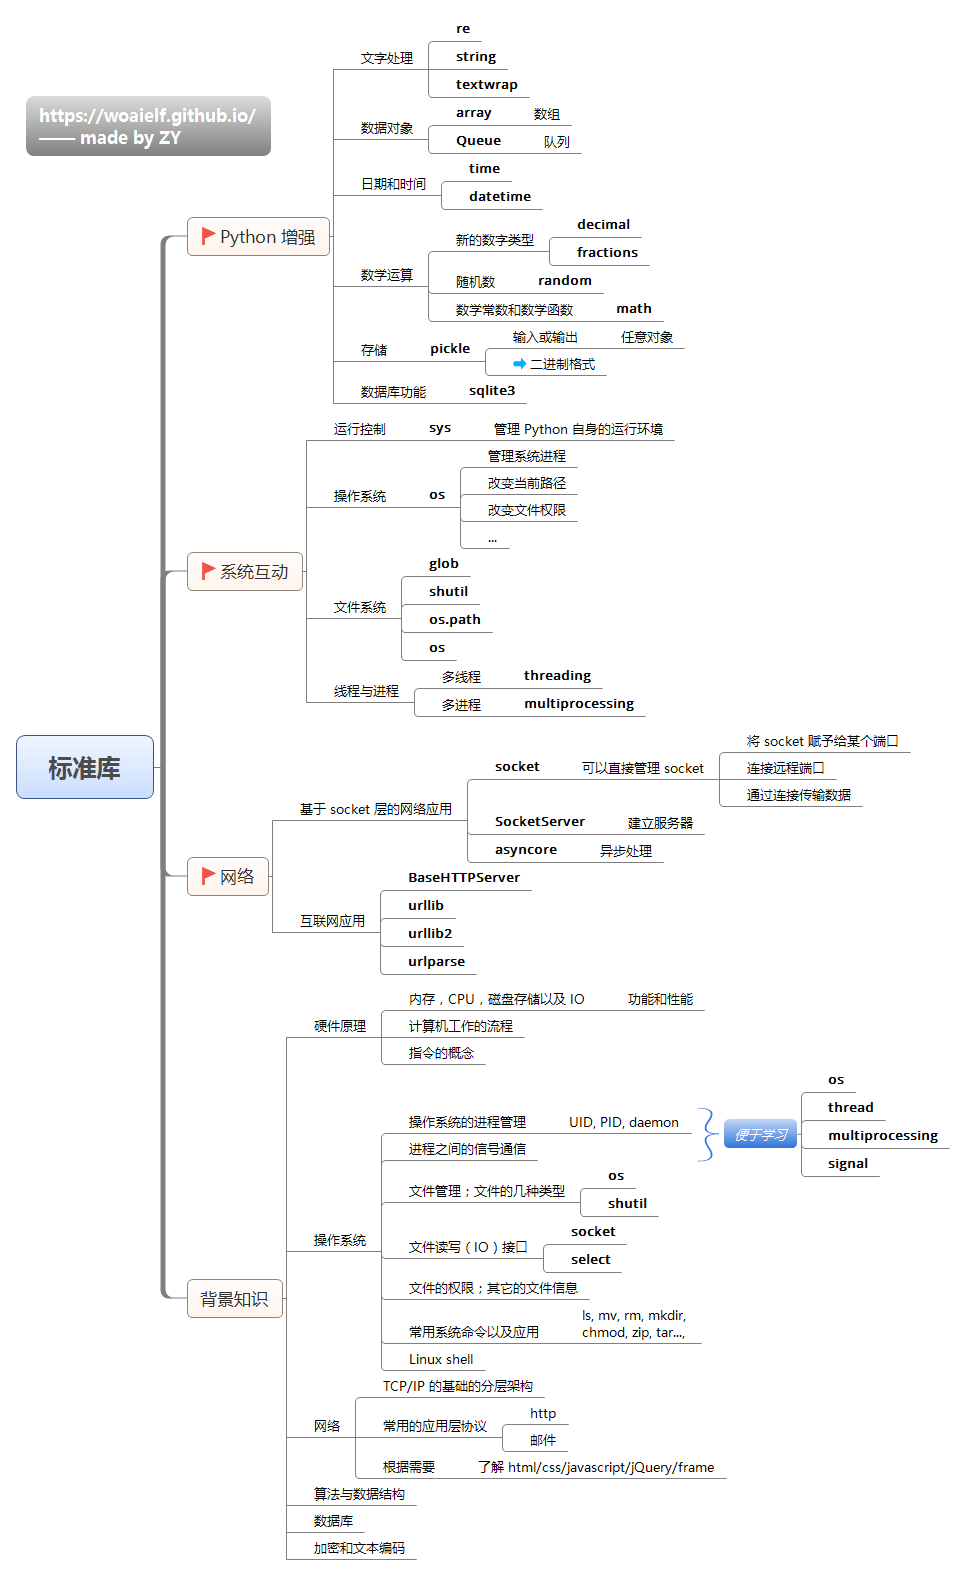 https://woaielf.github.io/
—— made by ZY
标准库
Python 增强
文字处理
re
string
textwrap
数据对象
array 数组
Queue 队列
日期和时间
time
datetime
数学运算
新的数字类型
decimal
fractions
随机数 random
数学常数和数学函数 math
存储 pickle
输入或输出 任意对象
二进制格式
数据库功能 sqlite3
系统互动
运行控制 sys 管理 Python 自身的运行环境
操作系统 os
管理系统进程
改变当前路径
改变文件权限
...
文件系统
glob
shutil
os.path
os
线程与进程
多线程 threading
多进程 multiprocessing
网络
基于 socket 层的网络应用
socket 可以直接管理 socket
将 socket 赋予给某个端口
连接远程端口
通过连接传输数据
SocketServer 建立服务器
asyncore 异步处理
互联网应用
BaseHTTPServer
urllib
urllib2
urlparse
背景知识
硬件原理
内存，CPU，磁盘存储以及 IO 功能和性能
计算机工作的流程
指令的概念
操作系统
操作系统的进程管理 UID, PID, daemon
进程之间的信号通信
便于学习
os
thread
multiprocessing
signal
文件管理；文件的几种类型
os
shutil
文件读写（IO）接口
socket
select
文件的权限；其它的文件信息
常用系统命令以及应用
ls, mv, rm, mkdir,
chmod, zip, tar...,
Linux shell
网络
TCP/IP 的基础的分层架构
常用的应用层协议
http
邮件
根据需要 了解 html/css/javascript/jQuery/frame
算法与数据结构
数据库
加密和文本编码